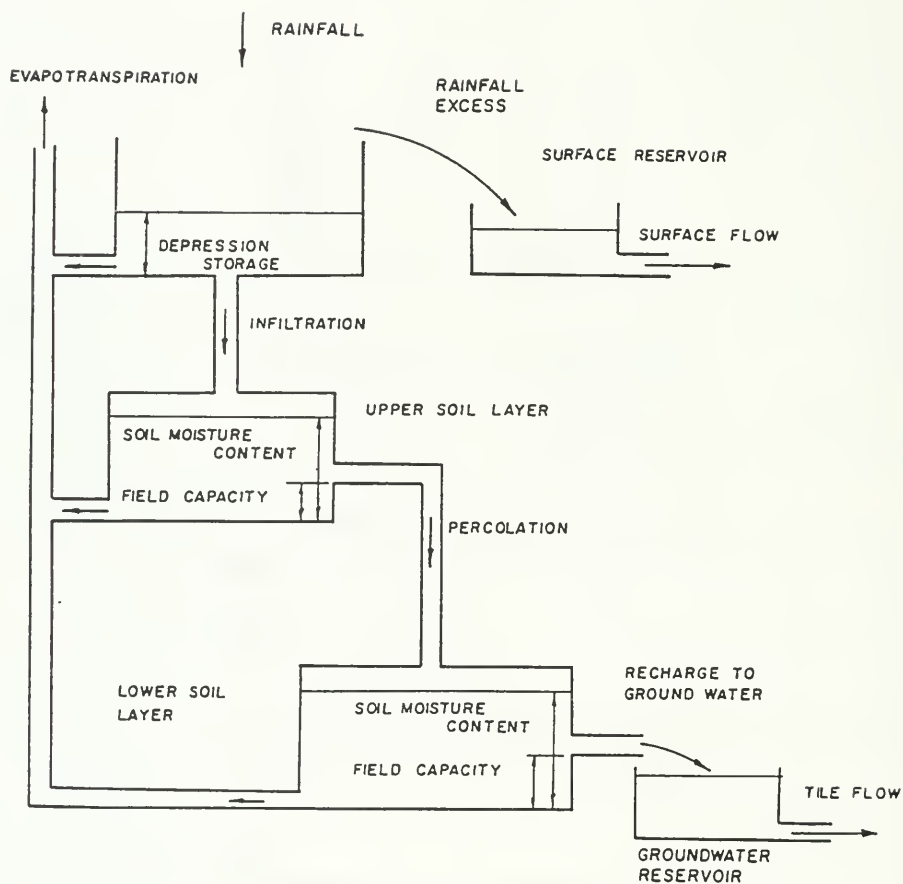 RAINFALL
EVAPOTRANSPIRATION
RAINFALL
EXCESS
SURFACE RESERVOIR
SURFACE FLOW
DEPRESSION
STORAGE
INFILTRATION
UPPER SOIL LAYER
SOIL MOISTURE
CONTENT
FIELD CAPACITY
PERCOLATION
LOWER SOIL
LAYER
SOIL MOISTURE
CONTENT
FIELD CAPACITY
RECHARGE TO
GROUND WATER
TILE FLOW
GROUNDWATER
RESERVOIR